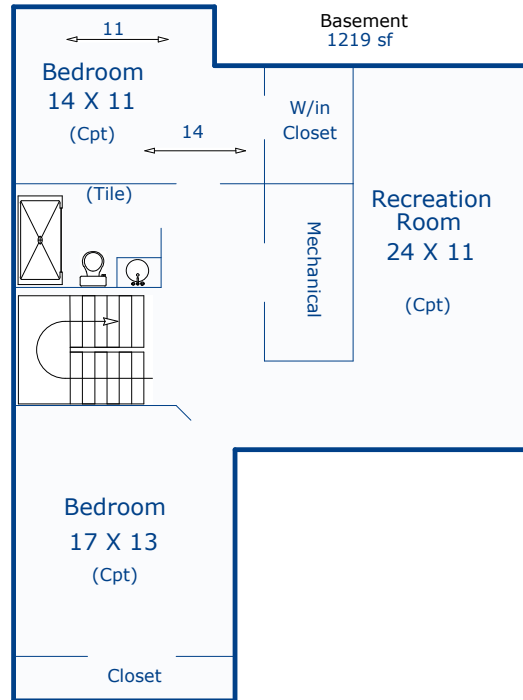 Basement
1219 sf
11
Bedroom
14 X 11
(Cpt)
14
W/in
Closet
(Tile)
Mechanical
Recreation
Room
24 X 11
(Cpt)
Bedroom
17 X 13
(Cpt)
Closet